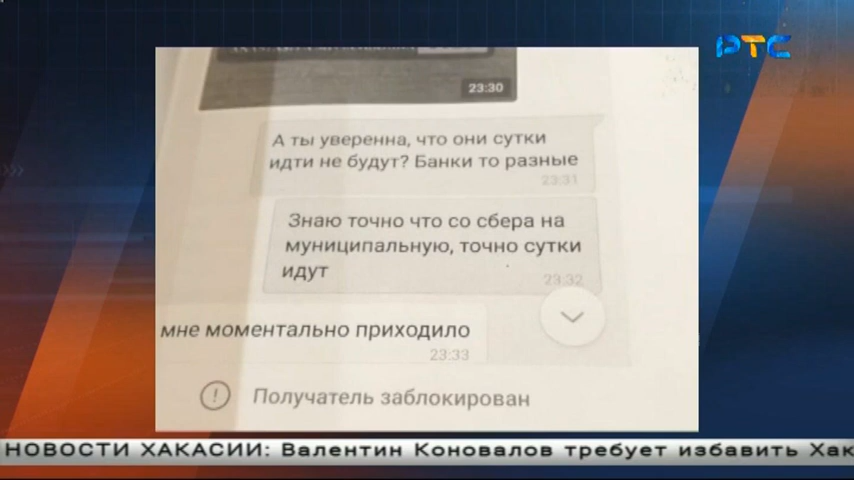 РТС
23:30
А ты уверенна, что они сутки
идти не будут? Банки то разные
23:31
Знаю точно что со сбера на
муниципальную, точно сутки
идут
23:32
мне моментально приходило
23:33
Получатель заблокирован
НОВОСТИ ХАКАСИИ: Валентин Коновалов требует избавить Хак